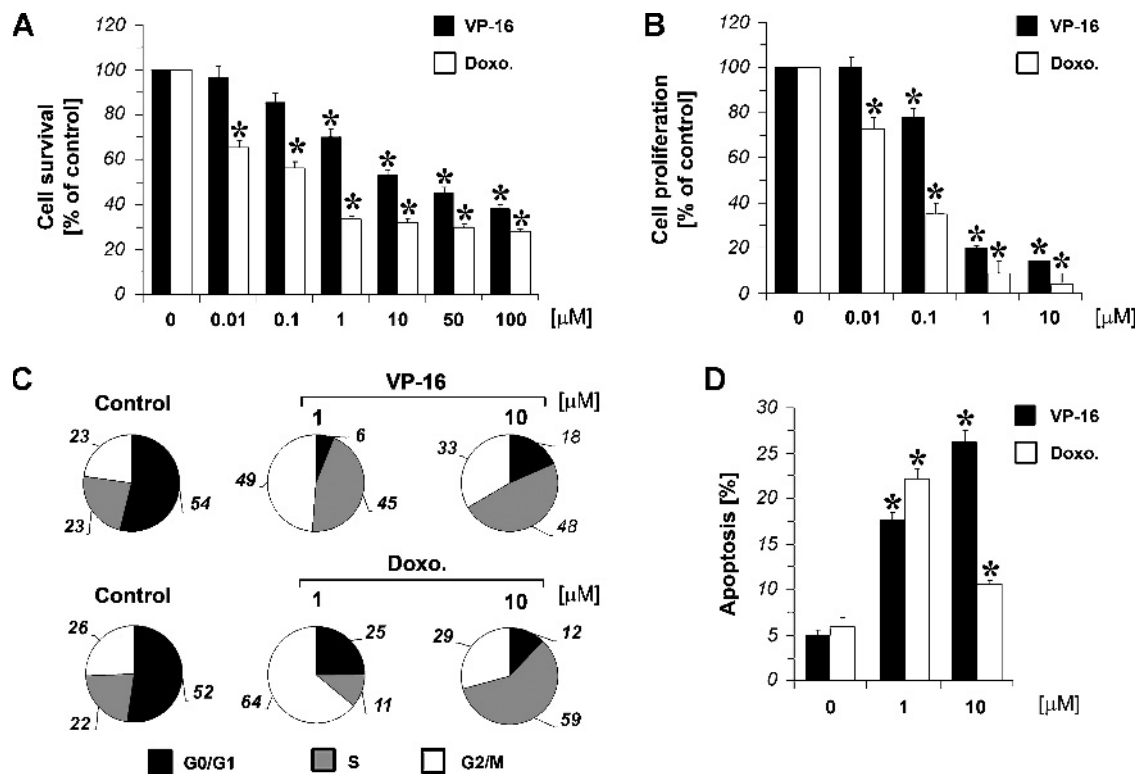 A
Cell survival
[% of control]
120
100
80
60
40
20
0
VP-16
Doxo.
* * * * * * * * * *
0 0.01 0.1 1 10 50 100 [μM]
B
Cell proliferation
[% of control]
120
100
80
60
40
20
0
VP-16
Doxo.
* * * * * * *
0 0.01 0.1 1 10 [μM]
C
VP-16
Control 1 10 [μM]
23 23 54
49 6 45
33 18 48
Doxo.
Control 1 10 [μM]
26 22 52
64 25 11
29 12 59
G0/G1 S G2/M
D
Apoptosis [%]
30
25
20
15
10
5
0
VP-16
Doxo.
* * * *
0 1 10 [μM]